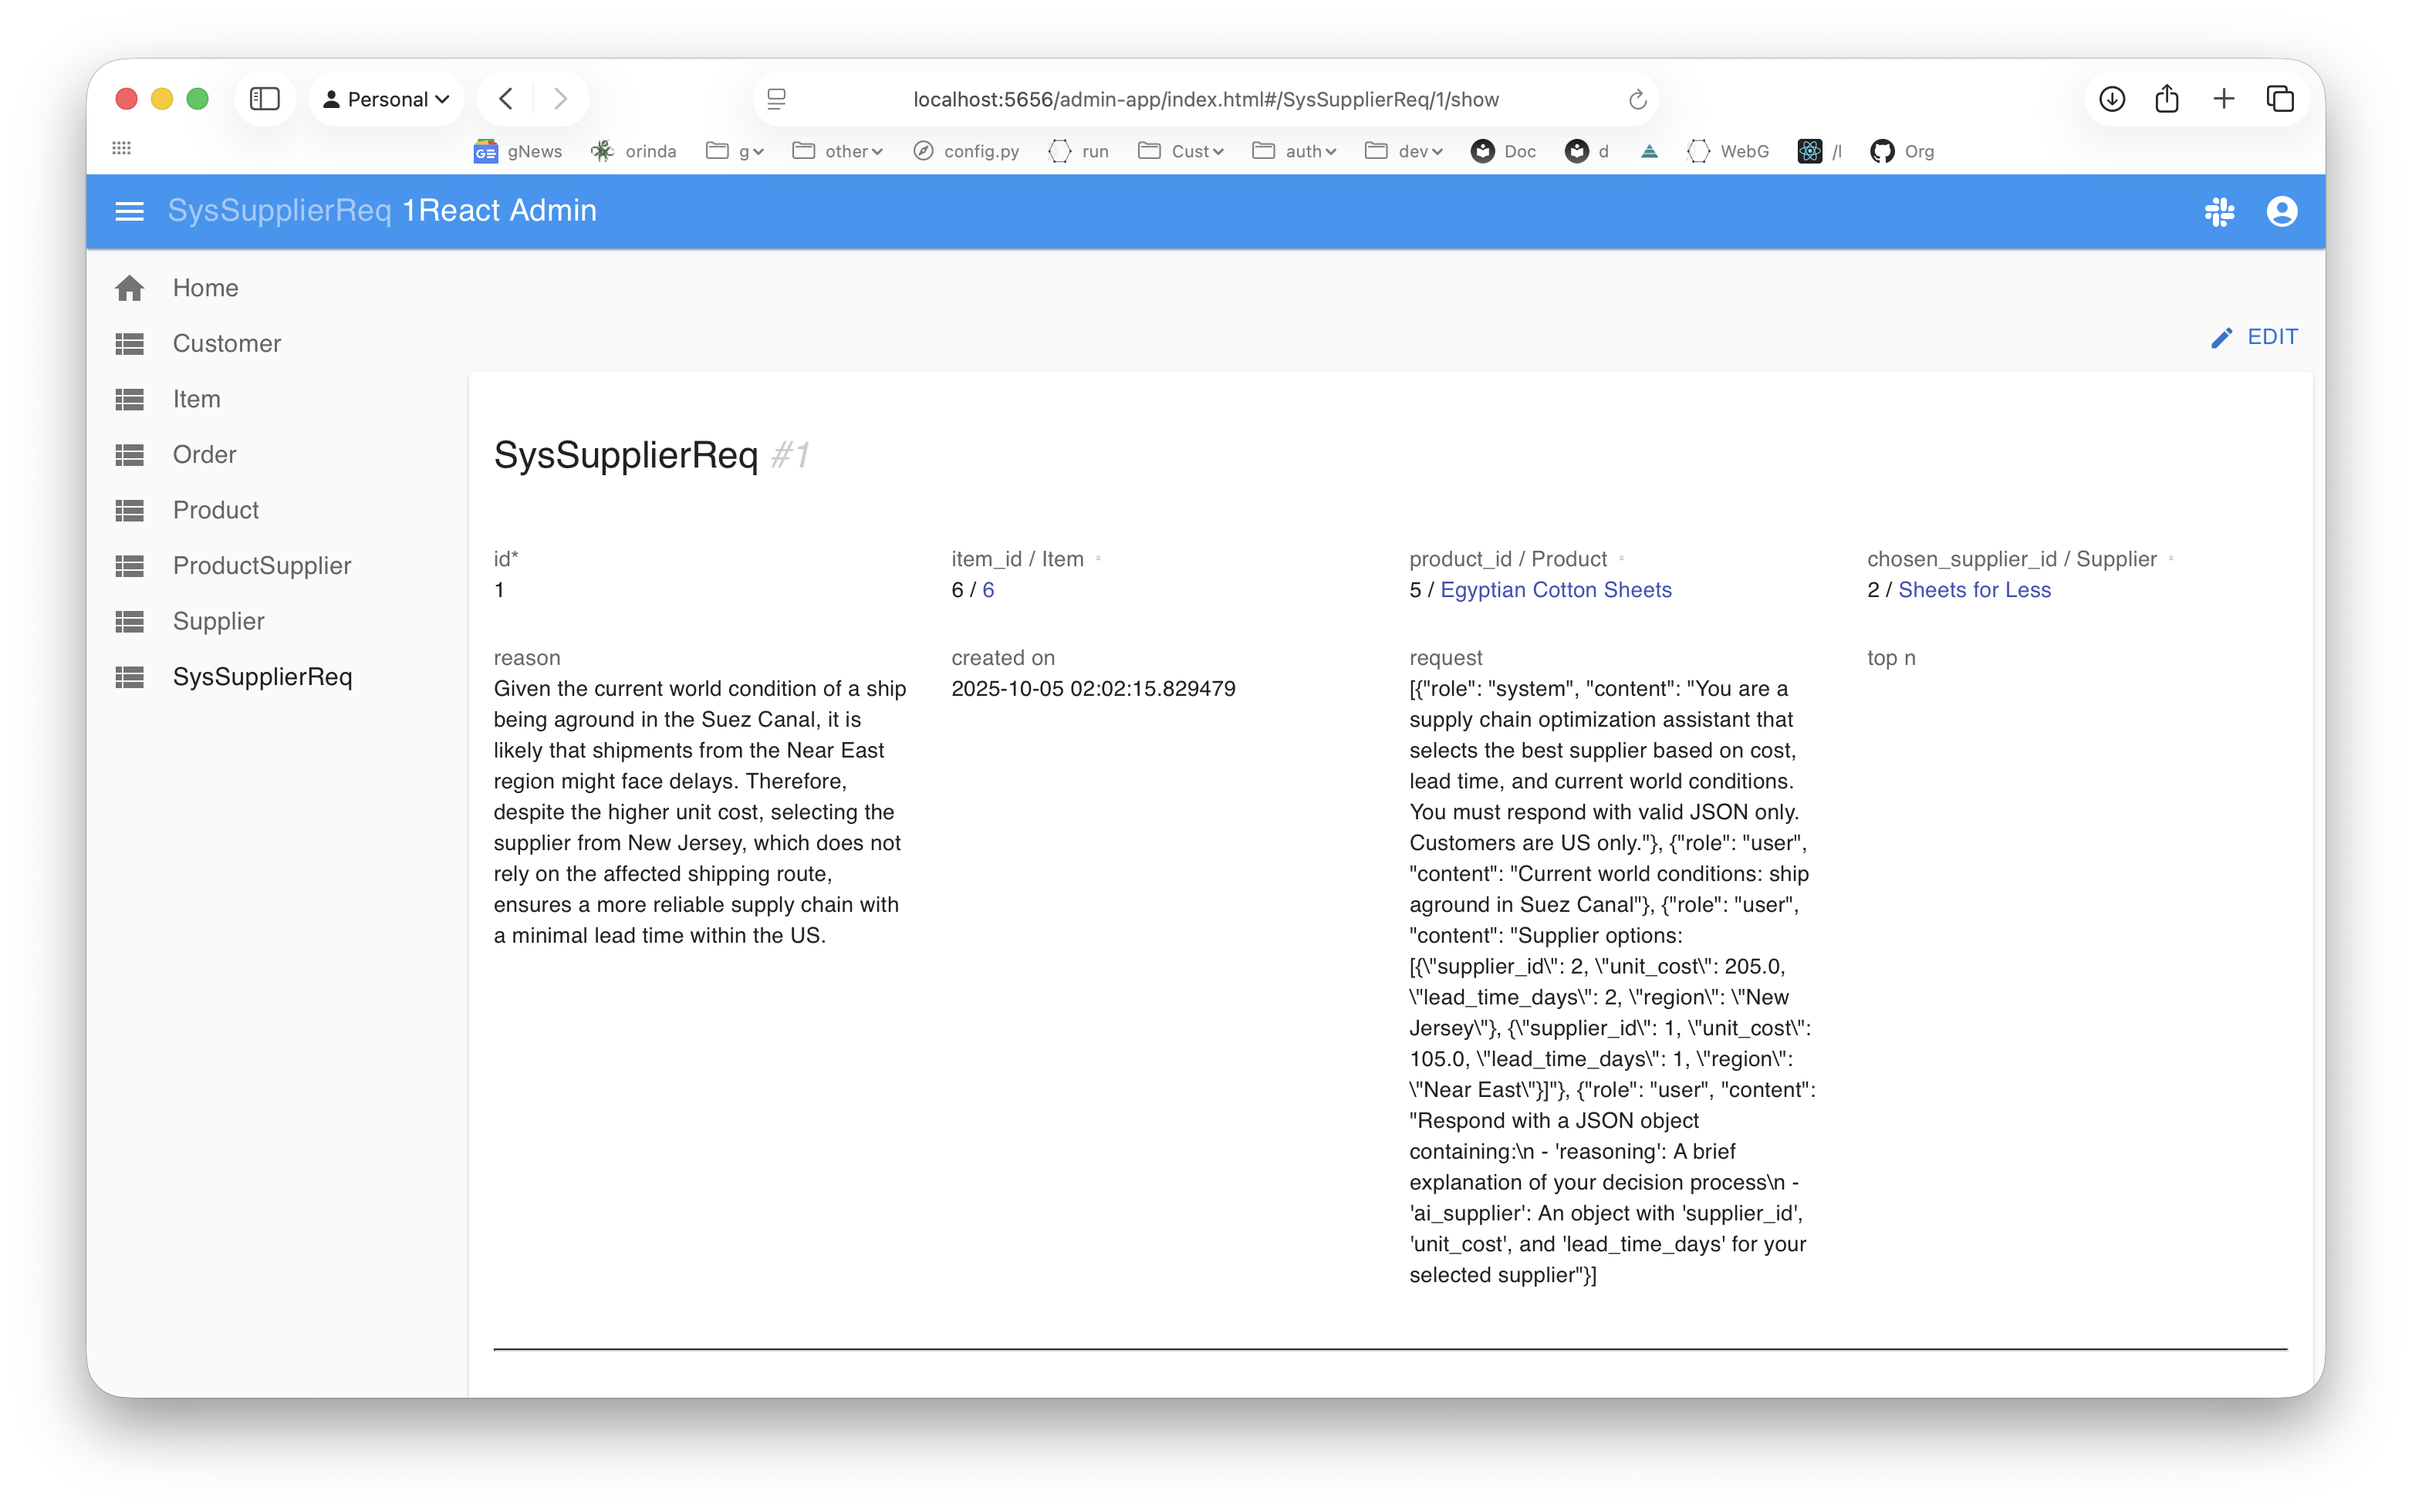 Personal
localhost:5656/admin-app/index.html#/SysSupplierReq/1/show
gNews
orinda
g
other
config.py
run
Cust
auth
dev
Doc
d
WebG
/l
Org
SysSupplierReq 1React Admin
Home
Customer
Item
Order
Product
ProductSupplier
Supplier
SysSupplierReq
EDIT
SysSupplierReq #1
id*
1
item_id / Item
6 / 6
product_id / Product
5 / Egyptian Cotton Sheets
chosen_supplier_id / Supplier
2 / Sheets for Less
reason
Given the current world condition of a ship
being aground in the Suez Canal, it is
likely that shipments from the Near East
region might face delays. Therefore,
despite the higher unit cost, selecting the
supplier from New Jersey, which does not
rely on the affected shipping route,
ensures a more reliable supply chain with
a minimal lead time within the US.
created on
2025-10-05 02:02:15.829479
request
[{"role": "system", "content": "You are a
supply chain optimization assistant that
selects the best supplier based on cost,
lead time, and current world conditions.
You must respond with valid JSON only.
Customers are US only."}, {"role": "user",
"content": "Current world conditions: ship
aground in Suez Canal"}, {"role": "user",
"content": "Supplier options:
[{\"supplier_id\": 2, \"unit_cost\": 205.0,
\"lead_time_days\": 2, \"region\": \"New
Jersey\"}, {\"supplier_id\": 1, \"unit_cost\":
105.0, \"lead_time_days\": 1, \"region\":
\"Near East\"}]"}, {"role": "user", "content":
"Respond with a JSON object
containing:\n - 'reasoning': A brief
explanation of your decision process\n -
'ai_supplier': An object with 'supplier_id',
'unit_cost', and 'lead_time_days' for your
selected supplier"}]
top n